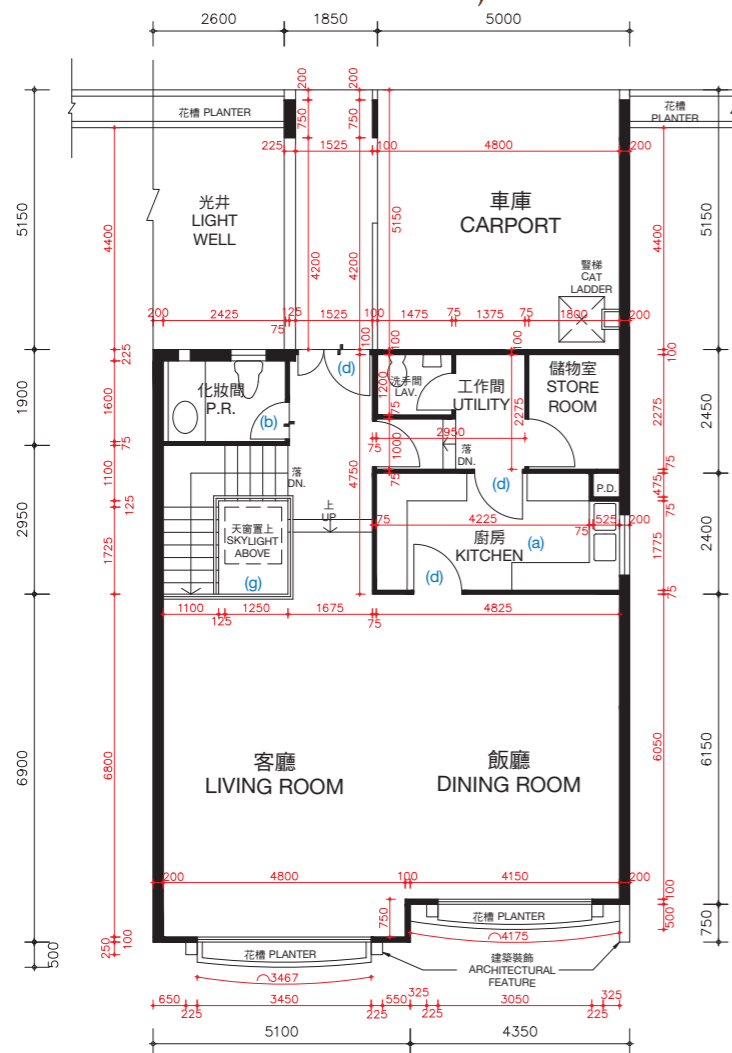 2600 1850 5000
花槽 PLANTER
200
750
200
750
花槽
PLANTER
225 1525 100 4800 200
光井
LIGHT
WELL
車庫
CARPORT
5150
4400
4200
4200
5150
4400
5150
豎梯
CAT
LADDER
200 2425 125 1525 100 1475 75 1375 75 1800 200
75
225
100
100
100
100
(d)
1900
1600
化妝間
P.R.
(b)
洗手間
LAV.
1200
工作間
UTILITY
儲物室
STORE
ROOM
2275
2275
2450
75
75
2950
75
1000
落
DN.
75
75
1100
落
DN.
4750
(d)
475
P.D.
125
上
UP
75 4225 525 200
75
75
2950
1725
天窗置上
SKYLIGHT
ABOVE
(g)
廚房
KITCHEN
(a)
(d)
1775
2400
75
1100 1250 1675 4825
125 75
6900
6800
客廳
LIVING ROOM
飯廳
DINING ROOM
6050
6150
200 4800 100 4150 200
750
100
500
750
花槽 PLANTER
4175
100
250
500
花槽 PLANTER
建築裝飾
ARCHITECTURAL
FEATURE
3467
325 325
650 3450 550 3050
225 225 225 225
5100 4350